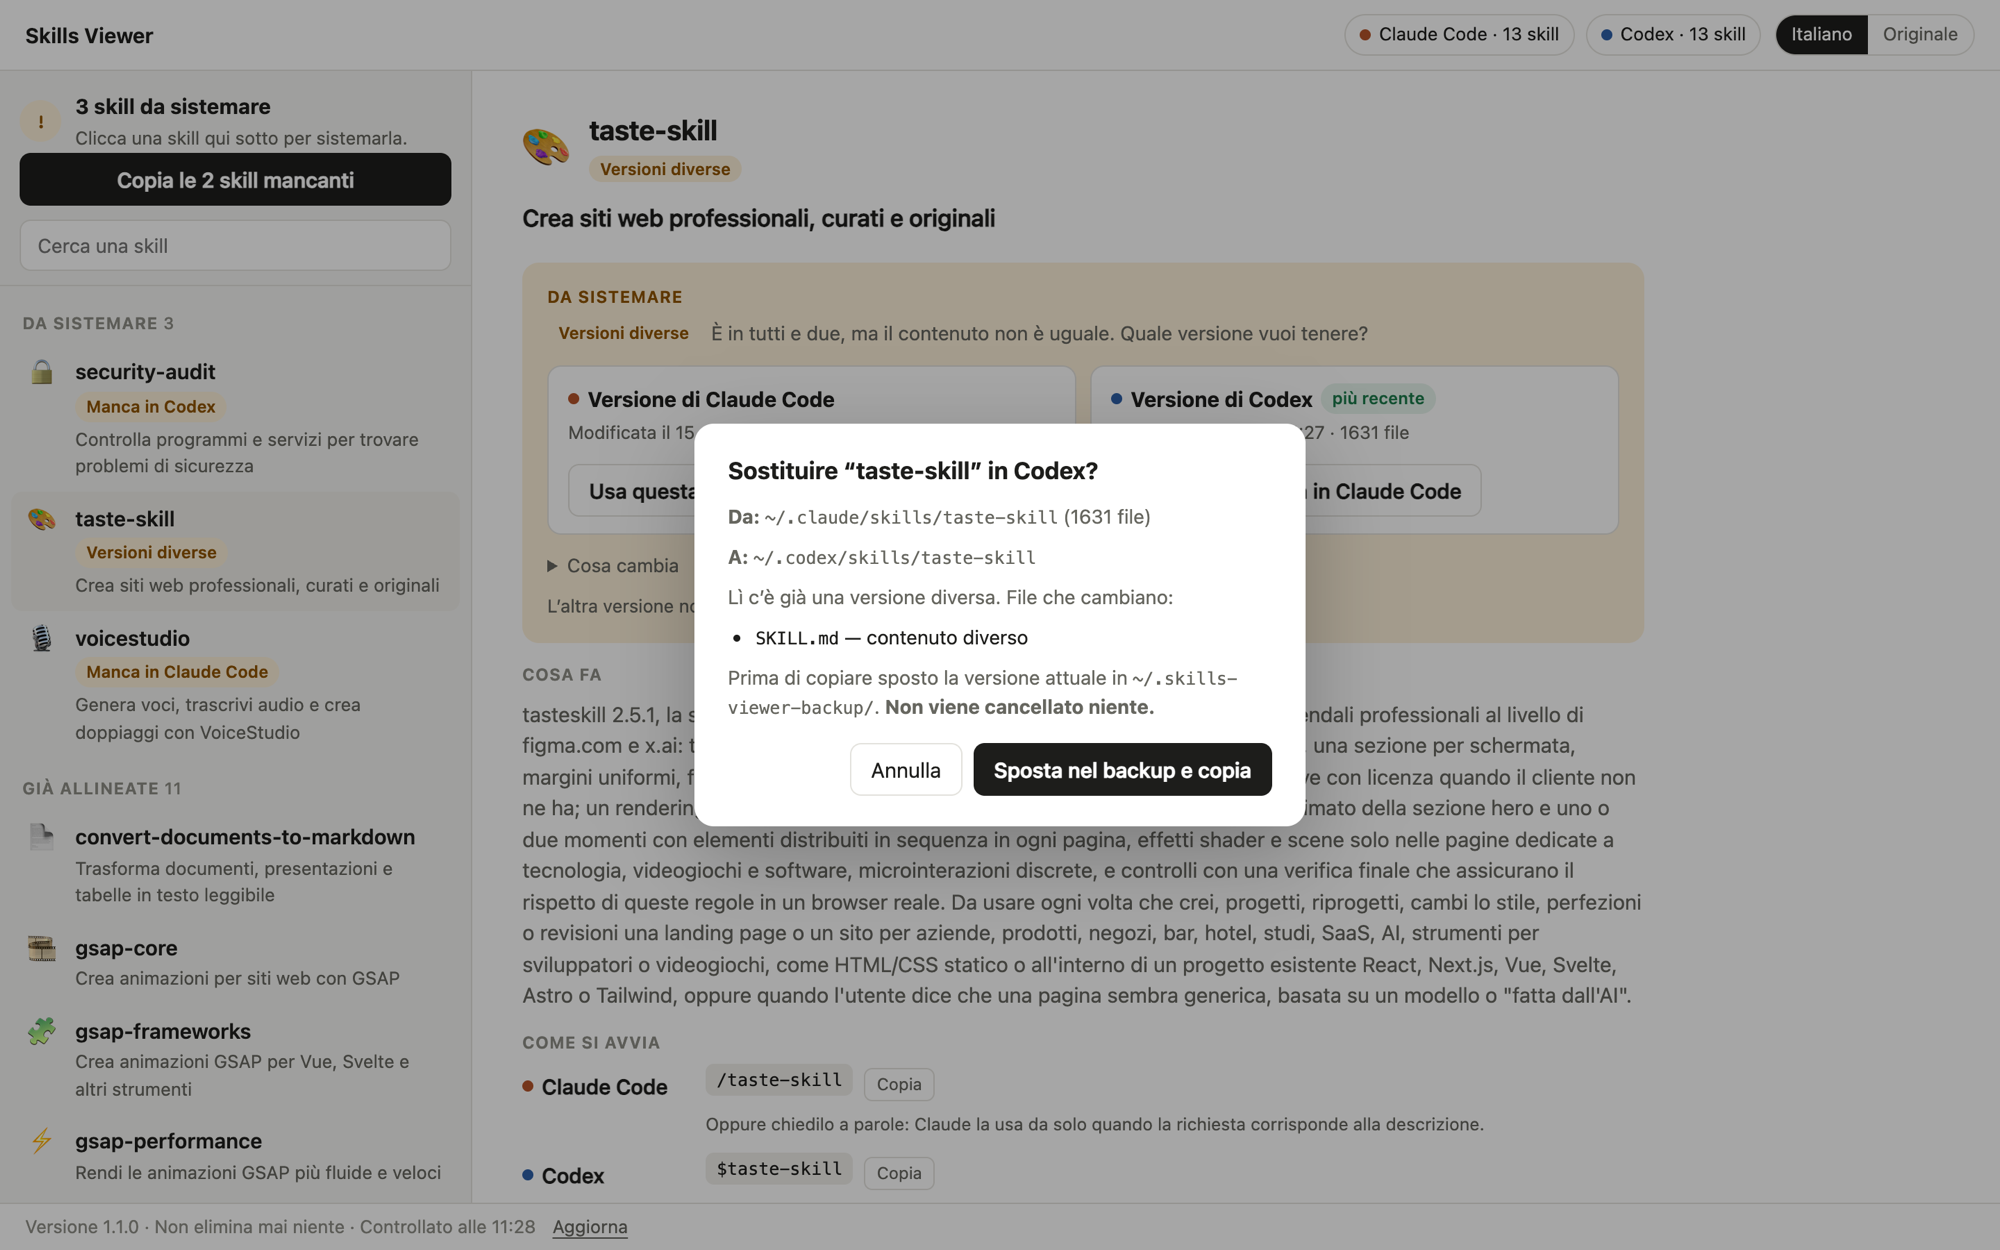 Skills Viewer
Claude Code · 13 skill
Codex · 13 skill
Italiano
Originale
!
3 skill da sistemare
Clicca una skill qui sotto per sistemarla.
Copia le 2 skill mancanti
Cerca una skill
DA SISTEMARE 3
security-audit
Manca in Codex
Controlla programmi e servizi per trovare
problemi di sicurezza
taste-skill
Versioni diverse
Crea siti web professionali, curati e originali
voicestudio
Manca in Claude Code
Genera voci, trascrivi audio e crea
doppiaggi con VoiceStudio
GIÀ ALLINEATE 11
convert-documents-to-markdown
Trasforma documenti, presentazioni e
tabelle in testo leggibile
gsap-core
Crea animazioni per siti web con GSAP
gsap-frameworks
Crea animazioni GSAP per Vue, Svelte e
altri strumenti
gsap-performance
Rendi le animazioni GSAP più fluide e veloci
taste-skill
Versioni diverse
Crea siti web professionali, curati e originali
DA SISTEMARE
Versioni diverse È in tutti e due, ma il contenuto non è uguale. Quale versione vuoi tenere?
Versione di Claude Code
Modificata il 15
Usa questa
Versione di Codex più recente
27 · 1631 file
in Claude Code
Cosa cambia
L’altra versione
Sostituire “taste-skill” in Codex?
Da: ~/.claude/skills/taste-skill (1631 file)
A: ~/.codex/skills/taste-skill
Lì c’è già una versione diversa. File che cambiano:
• SKILL.md — contenuto diverso
Prima di copiare sposto la versione attuale in ~/.skills-
viewer-backup/. Non viene cancellato niente.
Annulla
Sposta nel backup e copia
COSA FA
tasteskill 2.5.1, la professionali al livello di
figma.com e x.ai: una sezione per schermata,
margini uniformi, con licenza quando il cliente non
ne ha; un della sezione hero e uno o
due momenti con elementi distribuiti in sequenza in ogni pagina, effetti shader e scene solo nelle pagine dedicate a
tecnologia, videogiochi e software, microinterazioni discrete, e controlli con una verifica finale che assicurano il
rispetto di queste regole in un browser reale. Da usare ogni volta che crei, progetti, riprogetti, cambi lo stile, perfezioni
o revisioni una landing page o un sito per aziende, prodotti, negozi, bar, hotel, studi, SaaS, AI, strumenti per
sviluppatori o videogiochi, come HTML/CSS statico o all'interno di un progetto esistente React, Next.js, Vue, Svelte,
Astro o Tailwind, oppure quando l'utente dice che una pagina sembra generica, basata su un modello o "fatta dall'AI".
COME SI AVVIA
Claude Code /taste-skill Copia
Oppure chiedilo a parole: Claude la usa da solo quando la richiesta corrisponde alla descrizione.
Codex $taste-skill Copia
Versione 1.1.0 · Non elimina mai niente · Controllato alle 11:28 Aggiorna